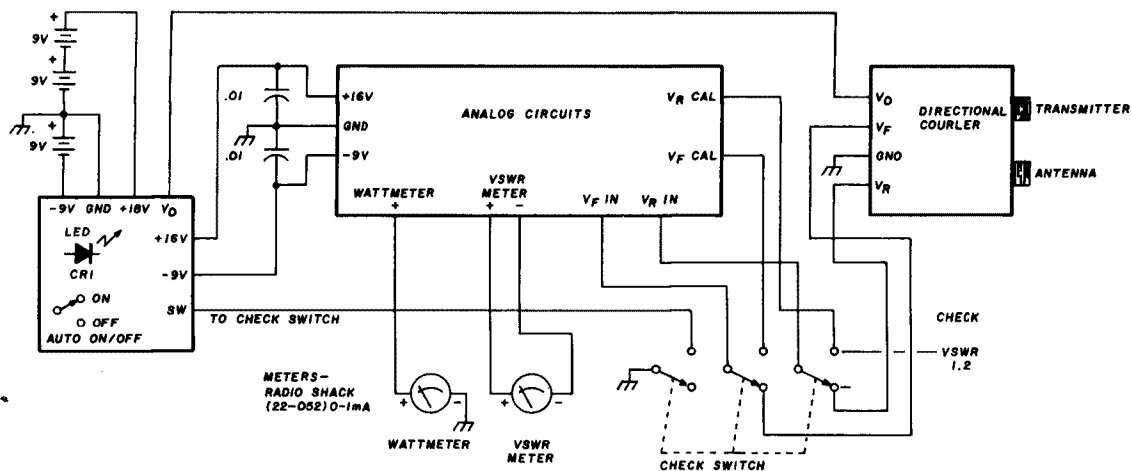 +
9V
+
9V
+
9V
-9V GND +18V VO
LED
CR1
+16V
-9V
SW
ON
OFF
AUTO ON/OFF
TO CHECK SWITCH
.01
.01
+16V
GND
-9V
ANALOG CIRCUITS
VR CAL
VF CAL
WATTMETER
+
VSWR
METER
+ -
VF IN
VR IN
VO
VF
GND
VR
DIRECTIONAL
COURLER
TRANSMITTER
ANTENNA
METERS-
RADIO SHACK
(22-052) 0-1mA
+ -
WATTMETER
+ -
VSWR
METER
CHECK
VSWR
1.2
CHECK SWITCH